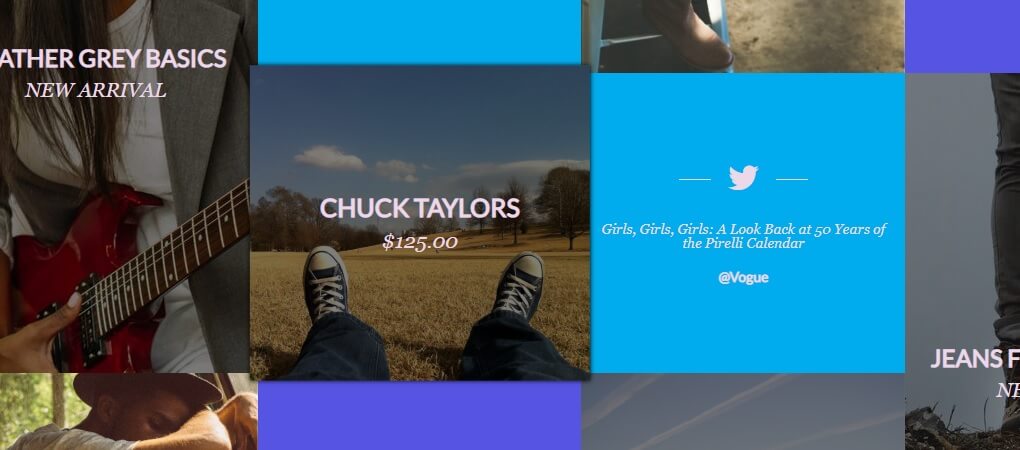 ATHER GREY BASICS
NEW ARRIVAL
CHUCK TAYLORS
$125.00
Girls, Girls, Girls: A Look Back at 50 Years of
the Pirelli Calendar
@Vogue
JEANS F
NE